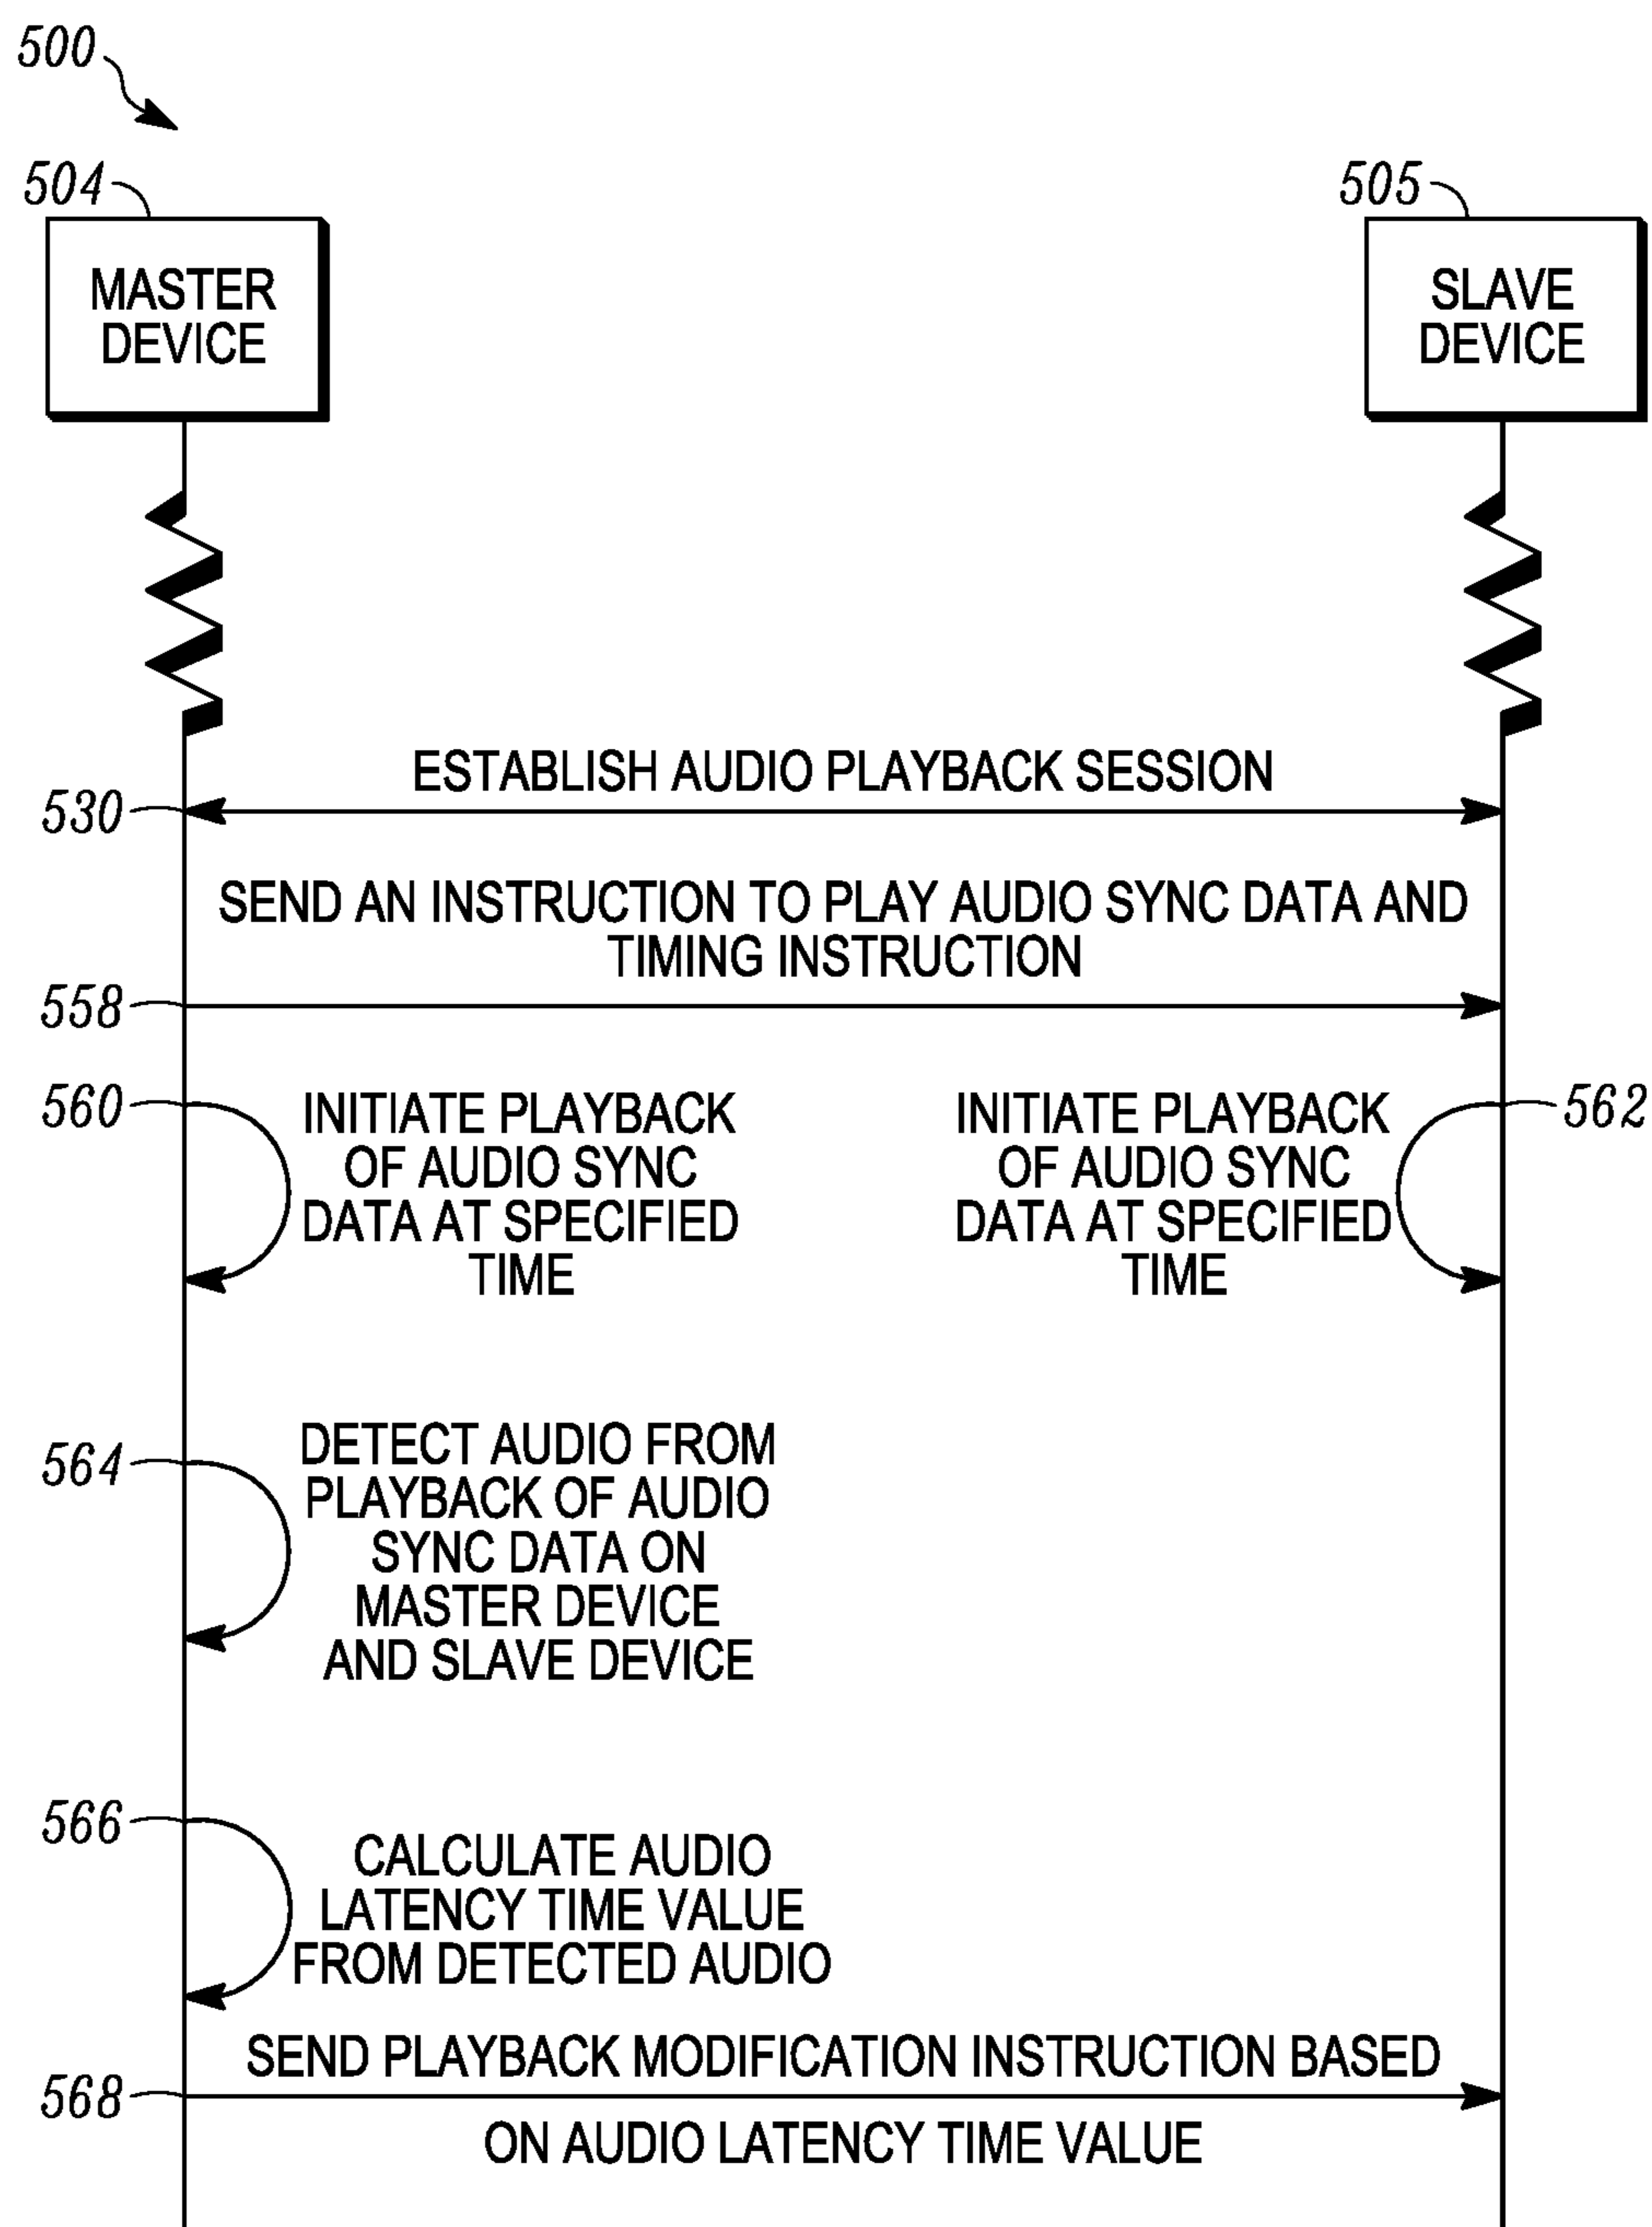 500
504
505
MASTER
DEVICE
SLAVE
DEVICE
ESTABLISH AUDIO PLAYBACK SESSION
530
SEND AN INSTRUCTION TO PLAY AUDIO SYNC DATA AND
TIMING INSTRUCTION
558
560
INITIATE PLAYBACK
OF AUDIO SYNC
DATA AT SPECIFIED
TIME
INITIATE PLAYBACK
OF AUDIO SYNC
DATA AT SPECIFIED
TIME
562
564
DETECT AUDIO FROM
PLAYBACK OF AUDIO
SYNC DATA ON
MASTER DEVICE
AND SLAVE DEVICE
566
CALCULATE AUDIO
LATENCY TIME VALUE
FROM DETECTED AUDIO
SEND PLAYBACK MODIFICATION INSTRUCTION BASED
568
ON AUDIO LATENCY TIME VALUE